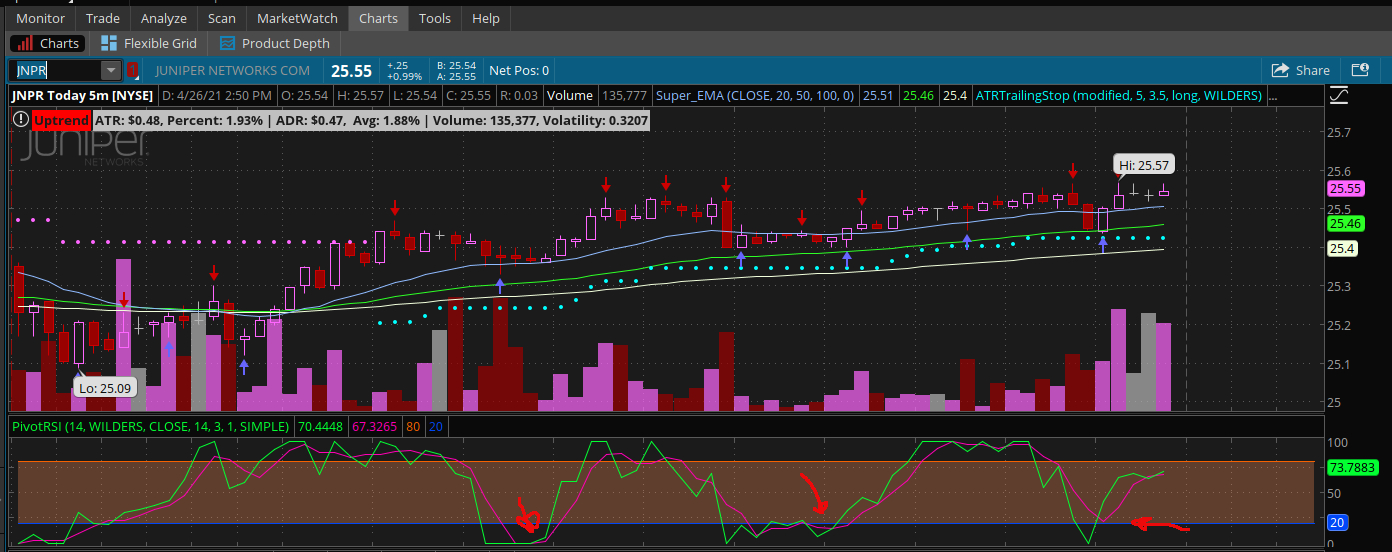 Monitor Trade Analyze Scan MarketWatch Charts Tools Help
Charts Flexible Grid Product Depth
JNPR 1 JUNIPER NETWORKS COM 25.55 +.25 +0.99% B: 25.54 A: 25.55 Net Pos: 0 Share
JNPR Today 5m [NYSE] D: 4/26/21 2:50 PM O: 25.54 H: 25.57 L: 25.54 C: 25.55 R: 0.03 Volume 135,777 Super_EMA (CLOSE, 20, 50, 100, 0) 25.51 25.46 25.4 ATRTrailingStop (modified, 5, 3.5, long, WILDERS) ...
Uptrend ATR: $0.48, Percent: 1.93% | ADR: $0.47, Avg: 1.88% | Volume: 135,377, Volatility: 0.3207
Juniper
NETWORKS
25.7
Hi: 25.57
25.6
25.55
25.5
25.46
25.4
25.3
25.2
25.1
Lo: 25.09
25
PivotRSI (14, WILDERS, CLOSE, 14, 3, 1, SIMPLE) 70.4448 67.3265 80 20
100
73.7883
50
20
0